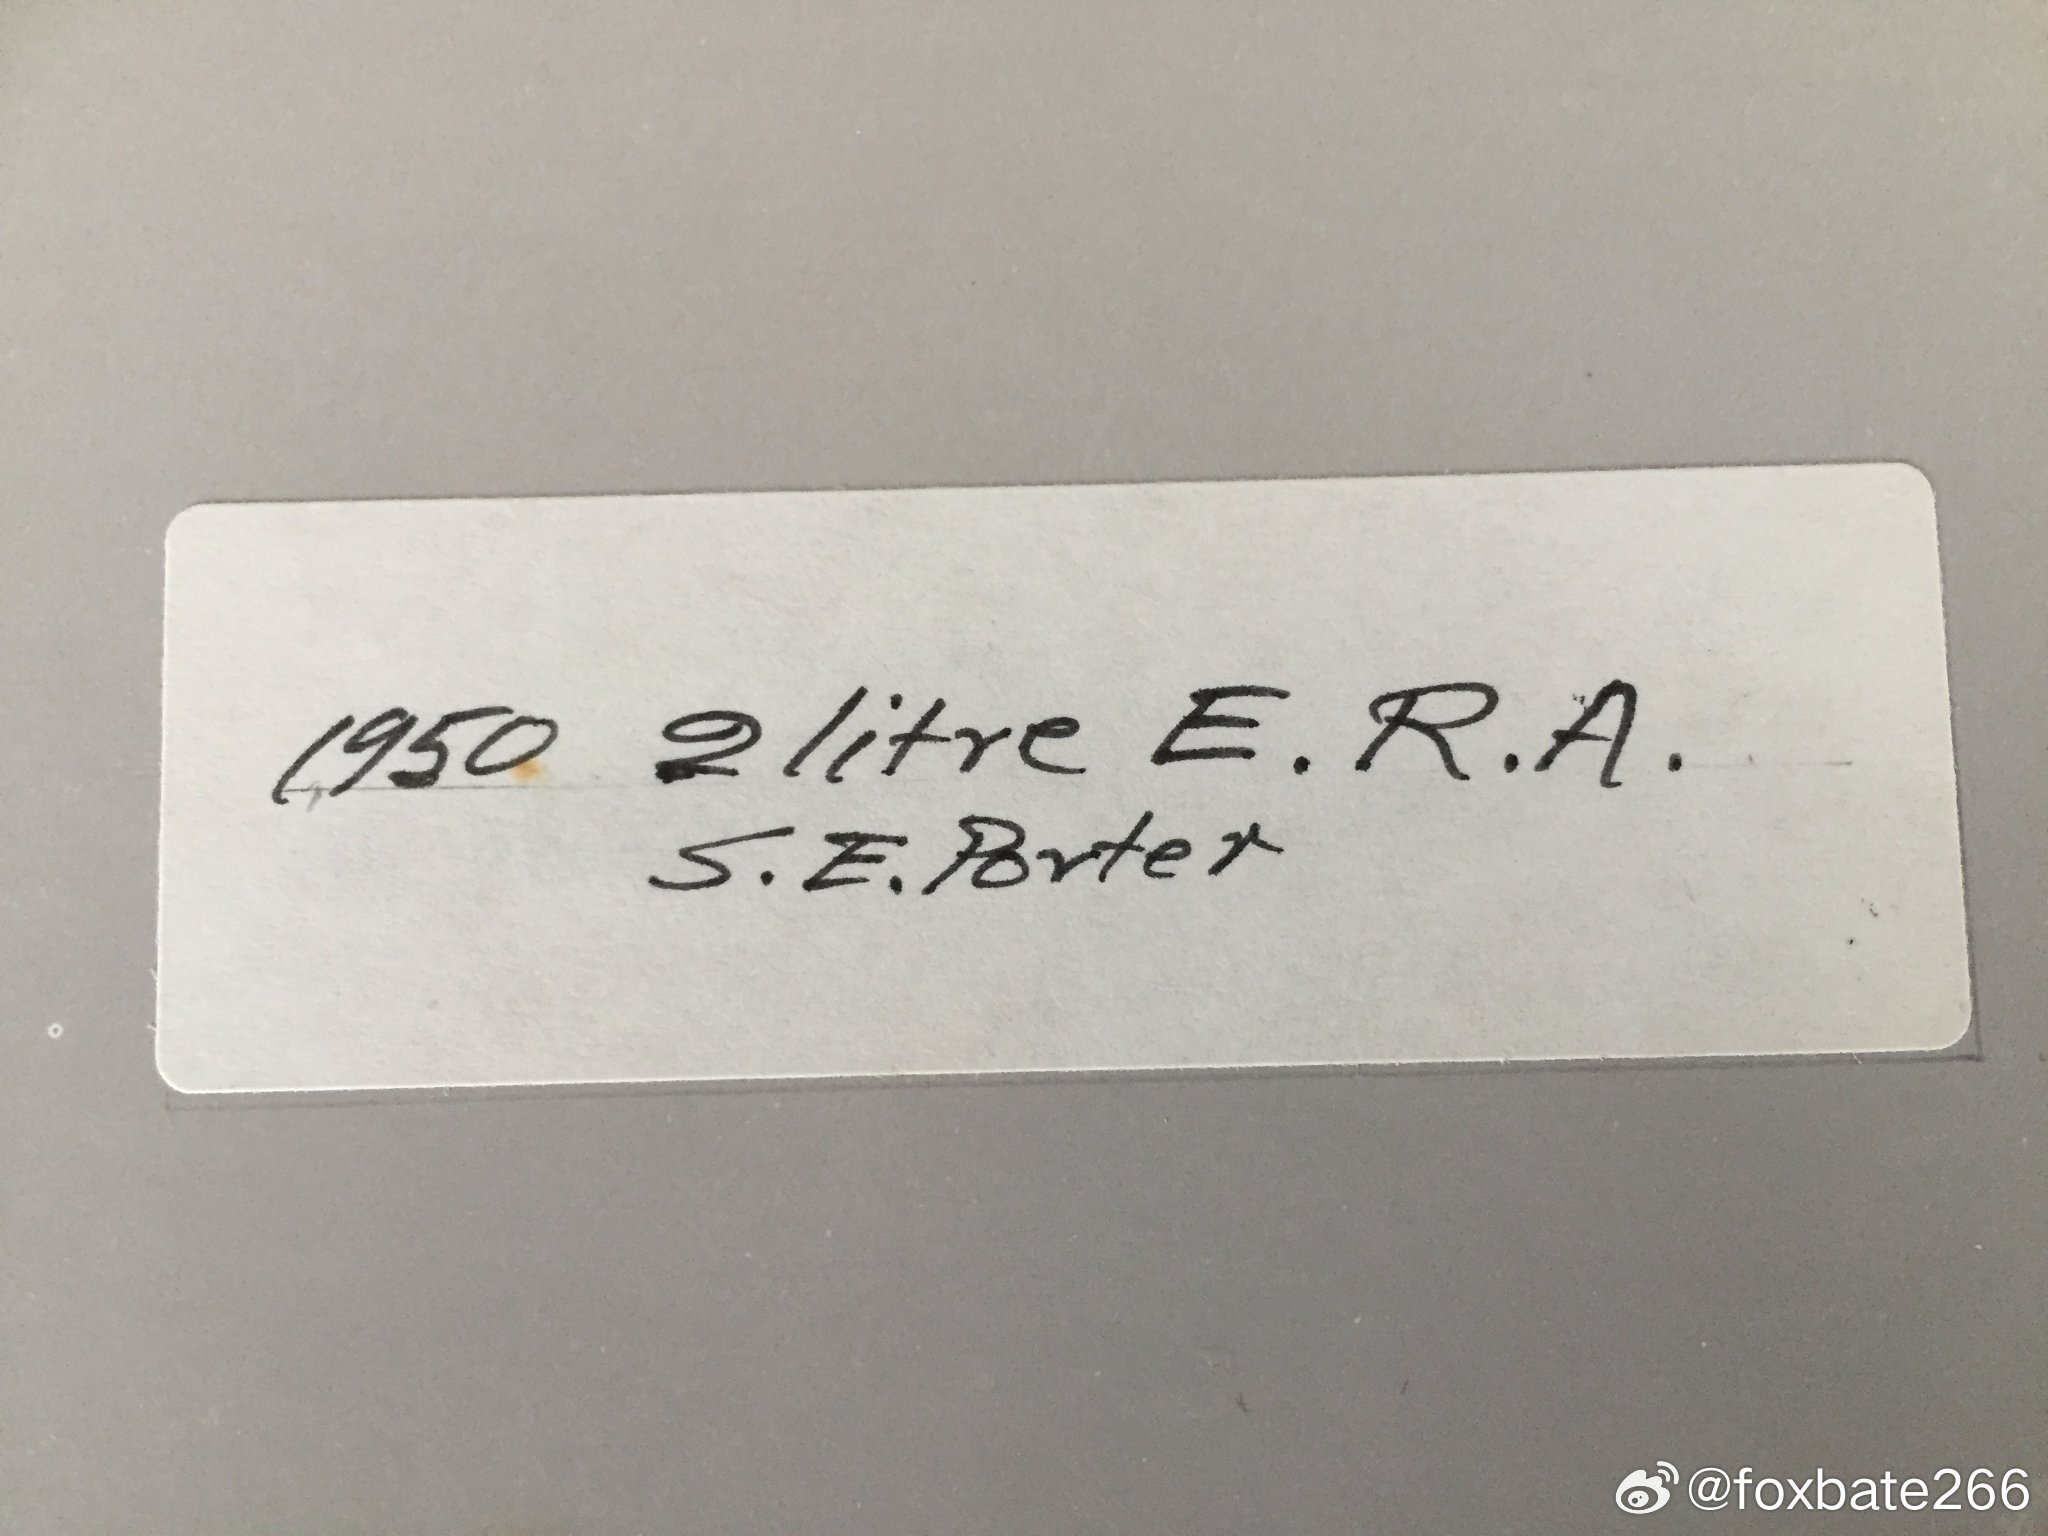 1950 2 litre E.R.A.
S.E. Porter
@foxbate266